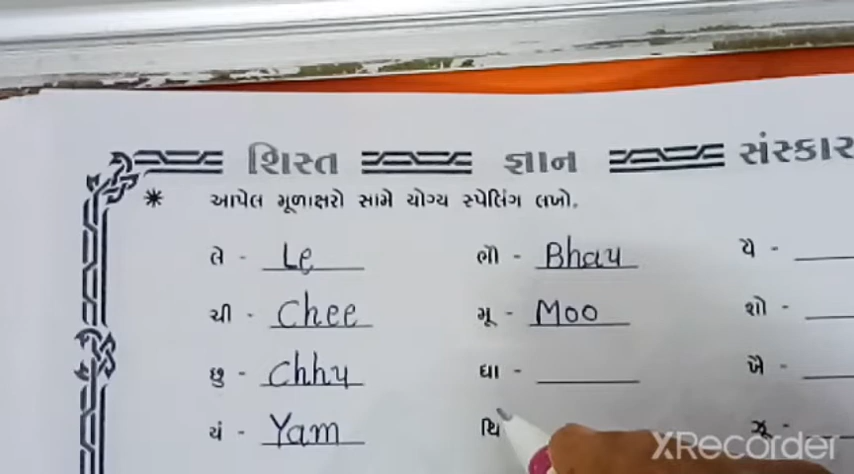 શિસ્ત જ્ઞાન સંસ્કાર
* આપેલ મૂળાક્ષરો સામે યોગ્ય સ્પેલિંગ લખો.
લે - Le ભૌ - Bhau યૈ -
ચી - Chee મૂ - Moo શો -
છુ - Chhu ધા - ખૈ -
યં - Yam થિ ઝૂ -
XRecorder